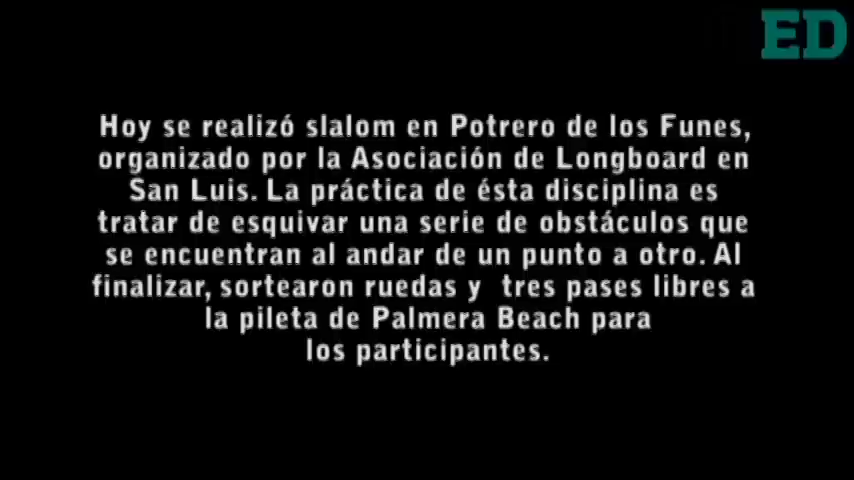 ED
Hoy se realizó slalom en Potrero de los Funes,
organizado por la Asociación de Longboard en
San Luis. La práctica de ésta disciplina es
tratar de esquivar una serie de obstáculos que
se encuentran al andar de un punto a otro. Al
finalizar, sortearon ruedas y  tres pases libres a
la pileta de Palmera Beach para
los participantes.